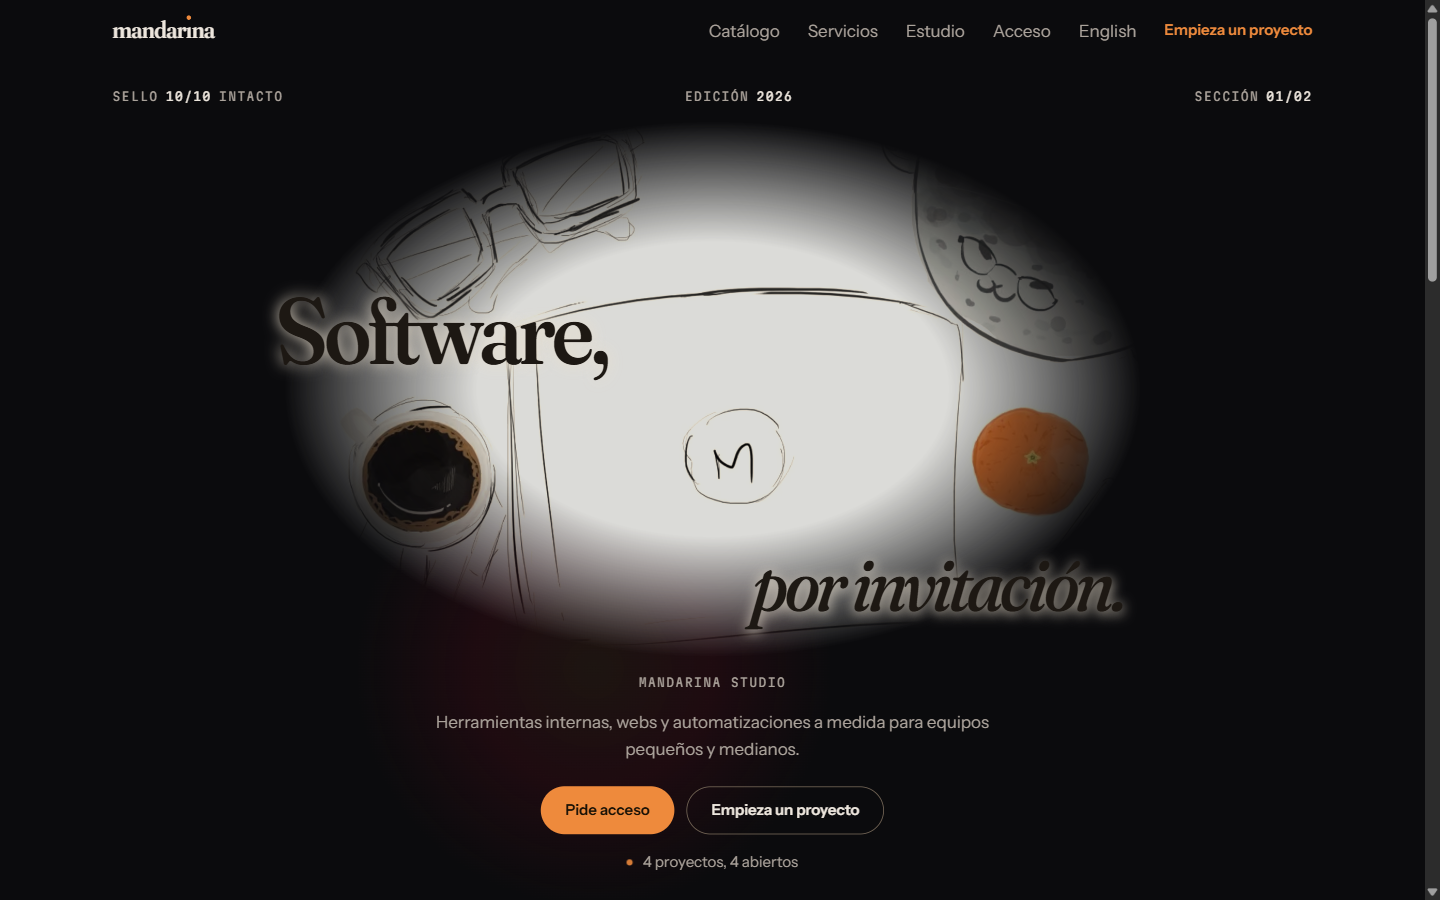 mandarina
Catálogo Servicios Estudio Acceso English Empieza un proyecto
SELLO 10/10 INTACTO
EDICIÓN 2026
SECCIÓN 01/02
Software,
M
por invitación.
MANDARINA STUDIO
Herramientas internas, webs y automatizaciones a medida para equipos
pequeños y medianos.
Pide acceso
Empieza un proyecto
4 proyectos, 4 abiertos